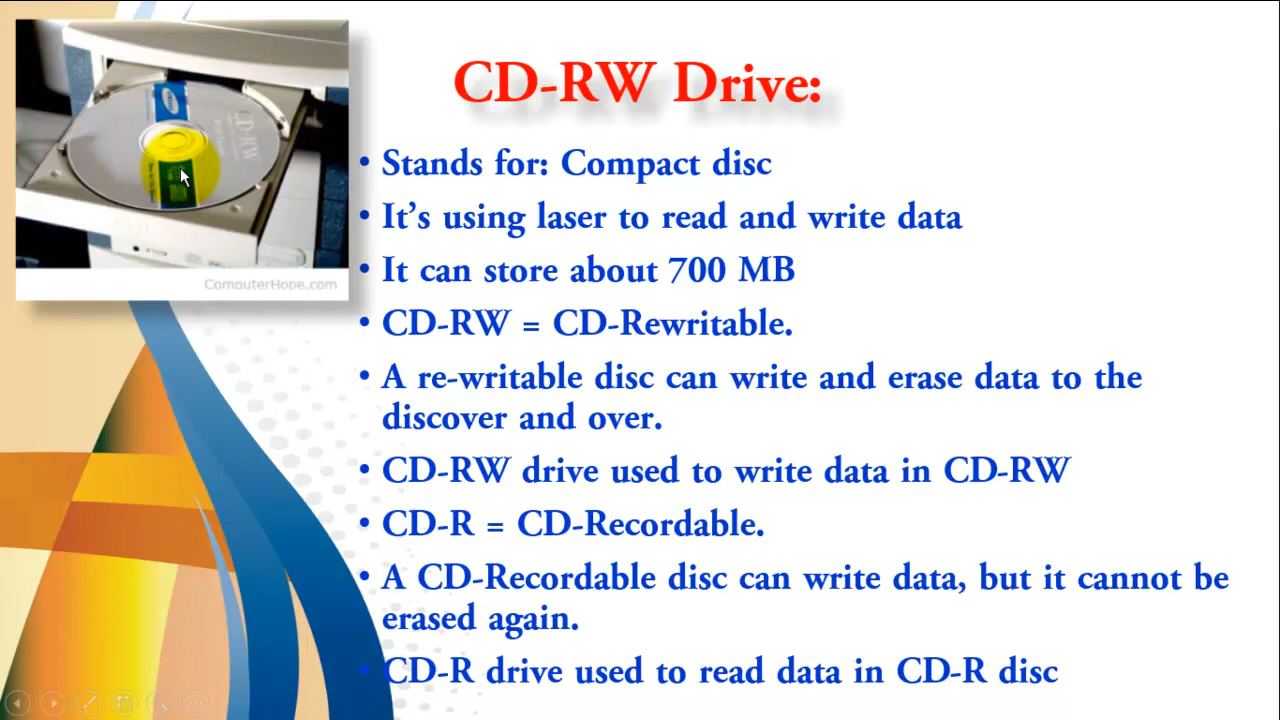 CD-RW Drive:
• Stands for: Compact disc
• It's using laser to read and write data
• It can store about 700 MB
• CD-RW = CD-Rewritable.
• A re-writable disc can write and erase data to the
discover and over.
• CD-RW drive used to write data in CD-RW
• CD-R = CD-Recordable.
• A CD-Recordable disc can write data, but it cannot be
erased again.
• CD-R drive used to read data in CD-R disc
CD-RW
ComputerHope.com